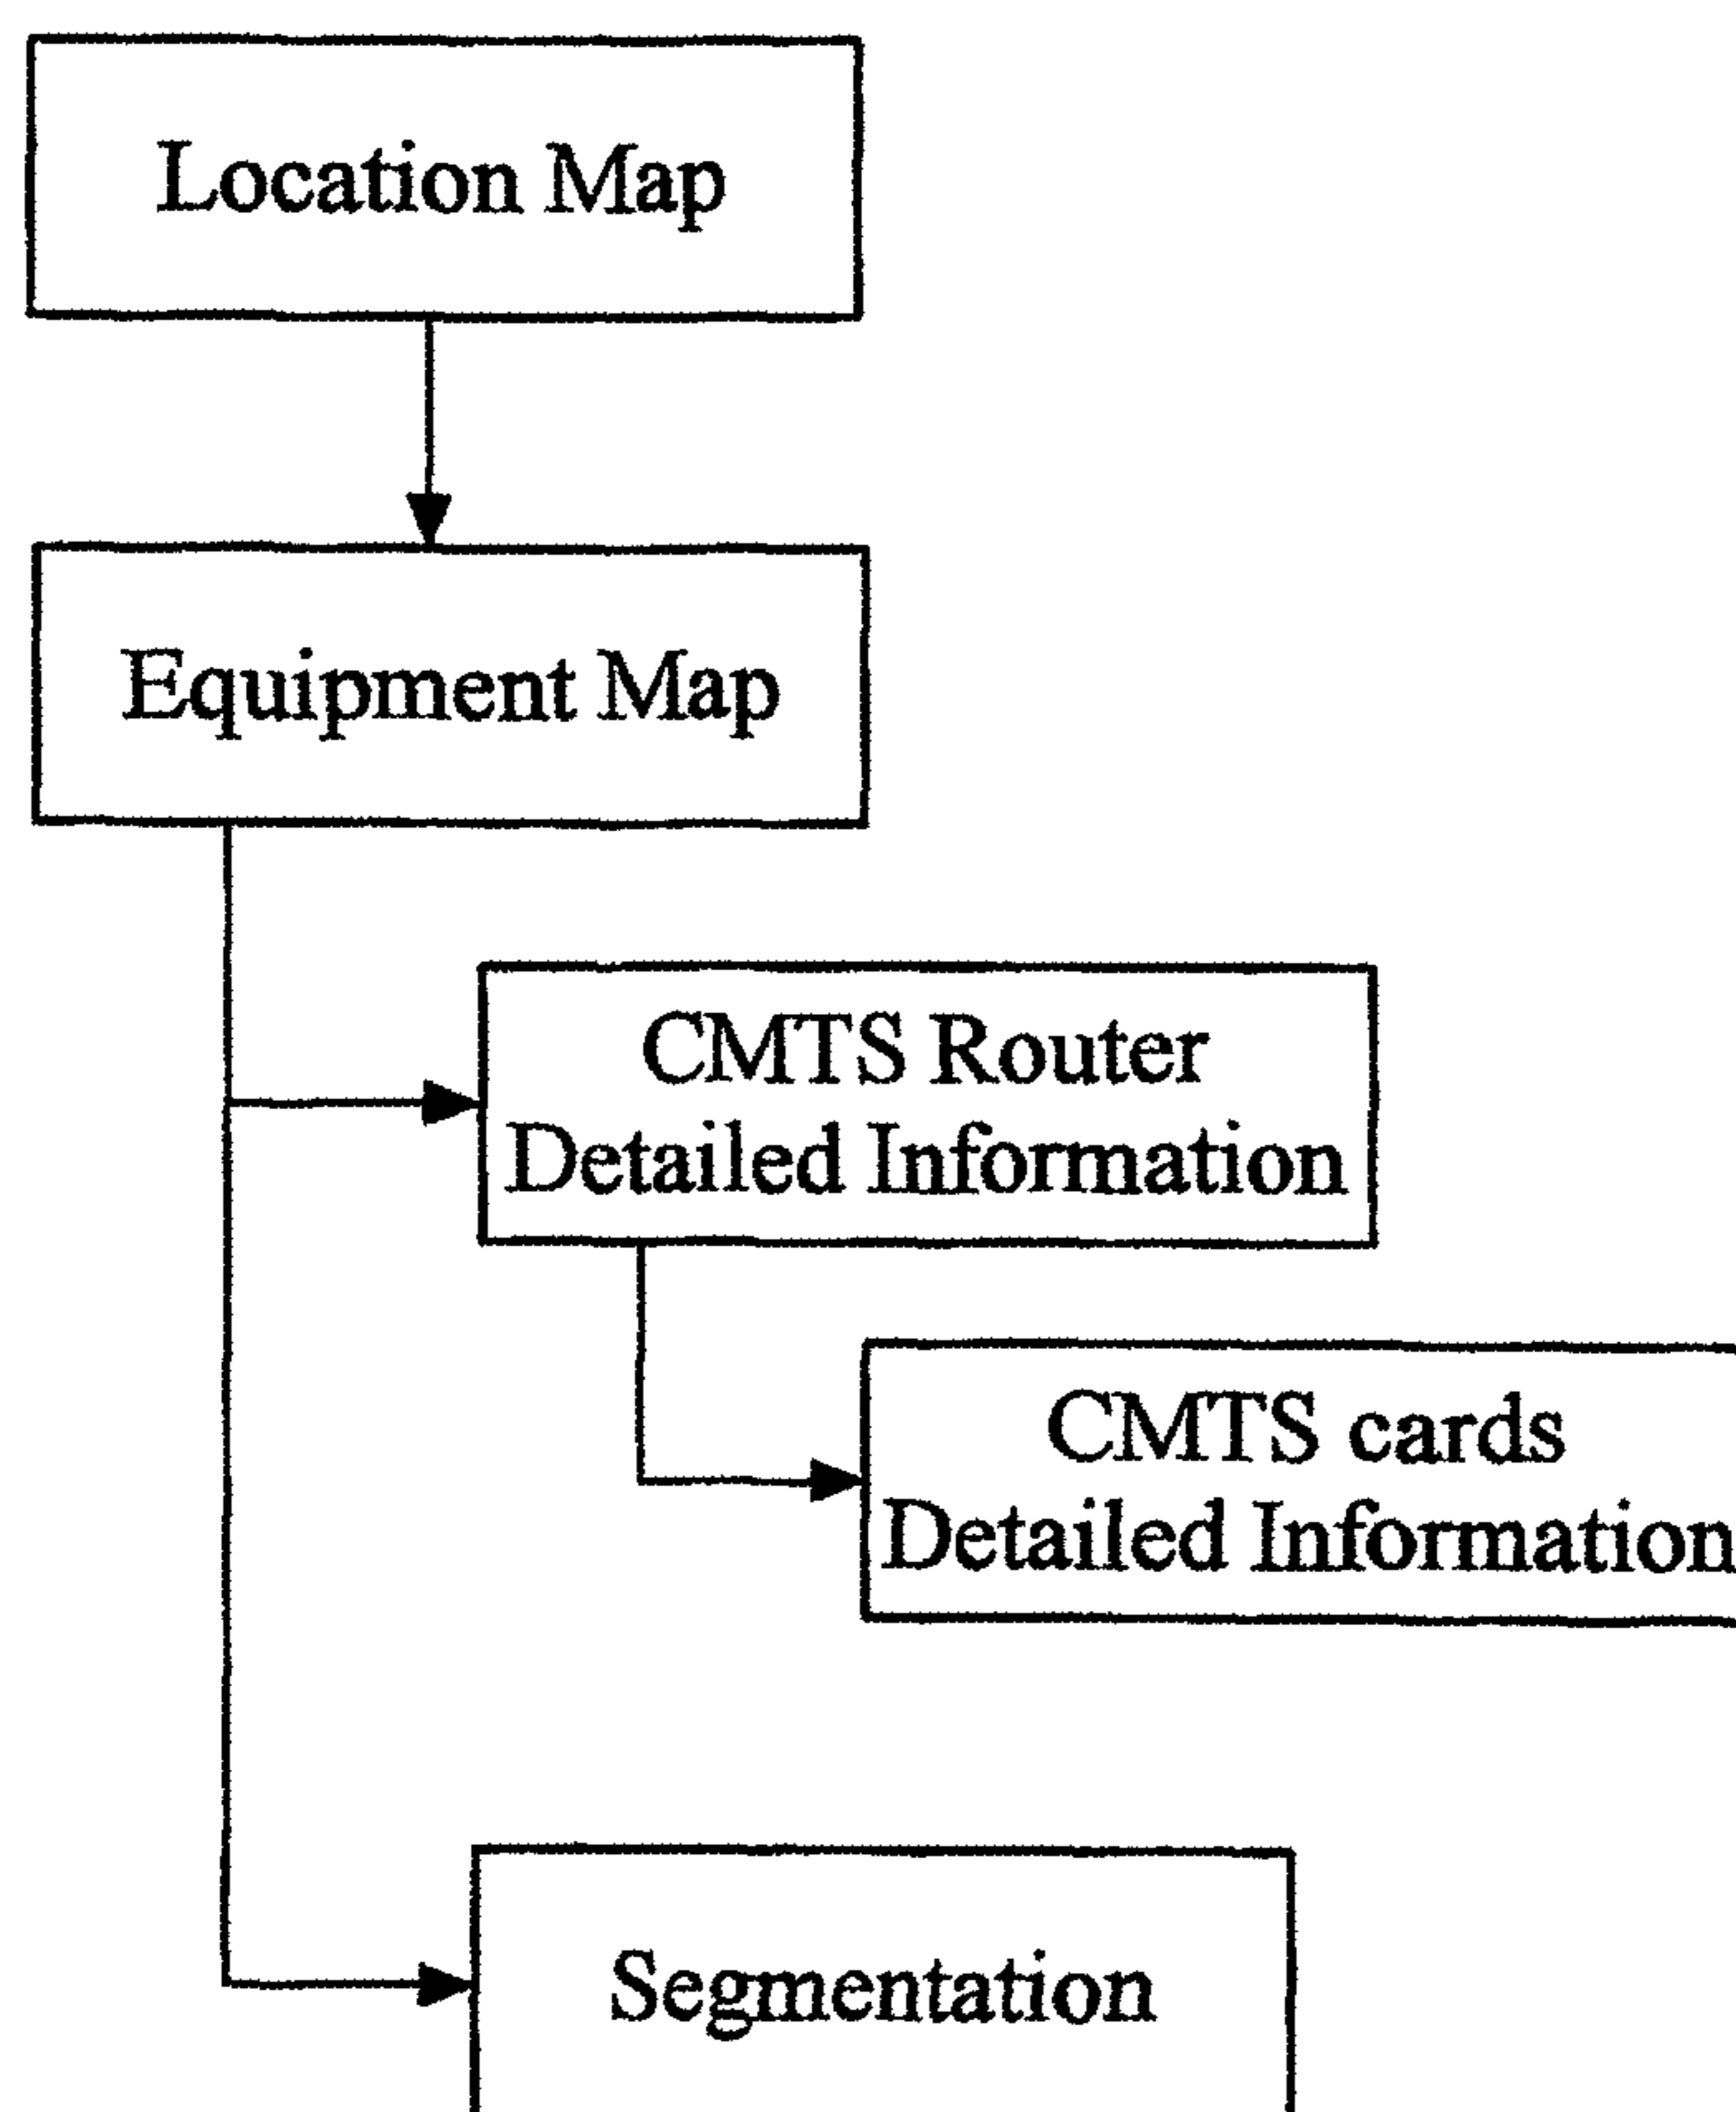 Location Map
Equipment Map
CMTS Router
Detailed Information
CMTS cards
Detailed Information
Segmentation